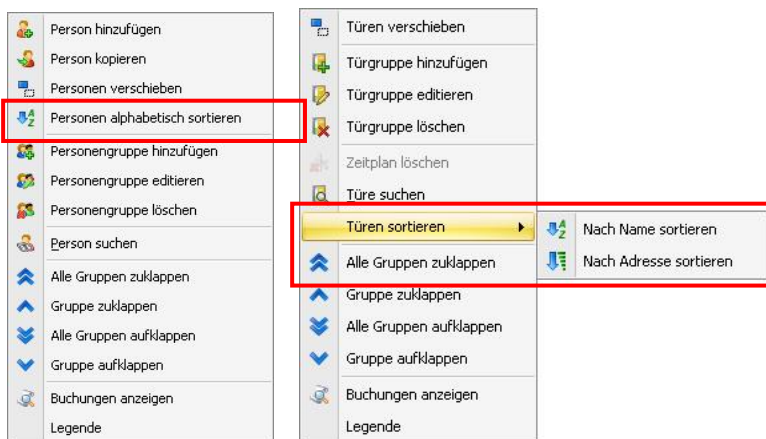 Person hinzufügen
Person kopieren
Personen verschieben
Personen alphabetisch sortieren
Personengruppe hinzufügen
Personengruppe editieren
Personengruppe löschen
Person suchen
Alle Gruppen zuklappen
Gruppe zuklappen
Alle Gruppen aufklappen
Gruppe aufklappen
Buchungen anzeigen
Legende
Türen verschieben
Türgruppe hinzufügen
Türgruppe editieren
Türgruppe löschen
Zeitplan löschen
Türe suchen
Türen sortieren
Alle Gruppen zuklappen
Gruppe zuklappen
Alle Gruppen aufklappen
Gruppe aufklappen
Buchungen anzeigen
Legende
Nach Name sortieren
Nach Adresse sortieren